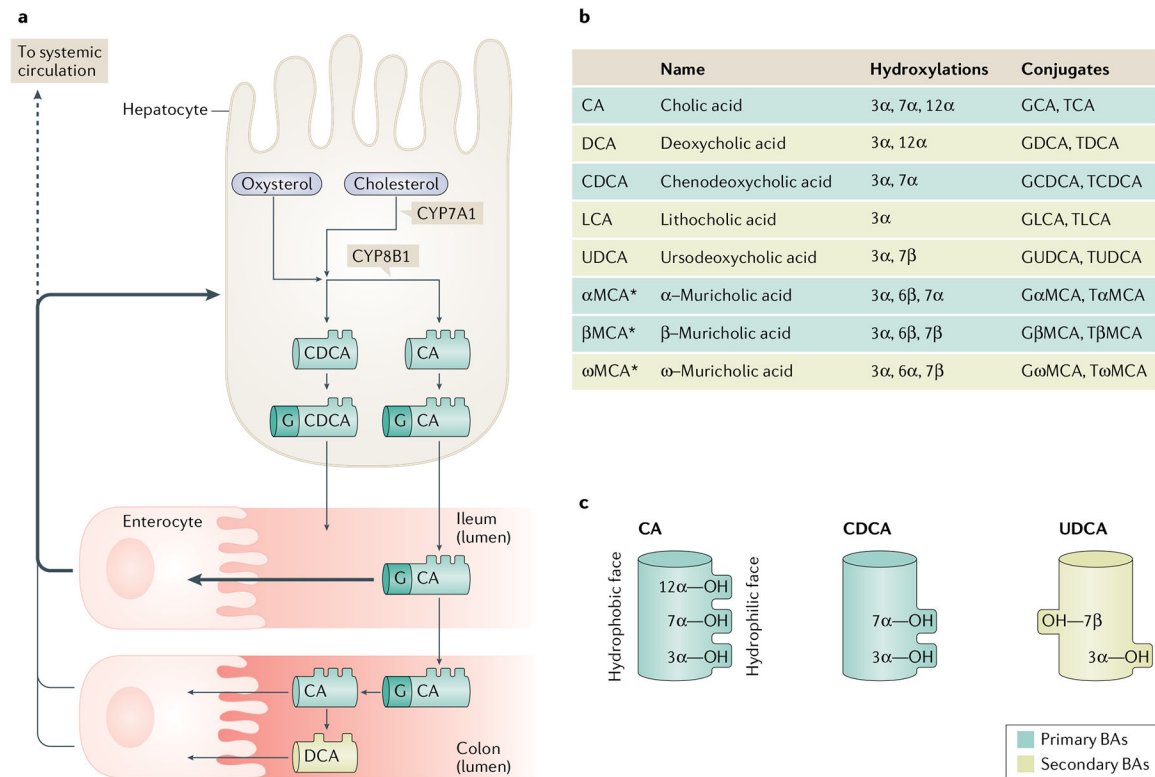 a
To systemic
circulation
Hepatocyte
Oxysterol
Cholesterol
CYP7A1
CYP8B1
CDCA
CA
G CDCA
G CA
Enterocyte
Ileum
(lumen)
G CA
CA
G CA
DCA
Colon
(lumen)
b
Name Hydroxylations Conjugates
CA Cholic acid 3α, 7α, 12α GCA, TCA
DCA Deoxycholic acid 3α, 12α GDCA, TDCA
CDCA Chenodeoxycholic acid 3α, 7α GCDCA, TCDCA
LCA Lithocholic acid 3α GLCA, TLCA
UDCA Ursodeoxycholic acid 3α, 7β GUDCA, TUDCA
αMCA* α–Muricholic acid 3α, 6β, 7α GαMCA, TαMCA
βMCA* β–Muricholic acid 3α, 6β, 7β GβMCA, TβMCA
ωMCA* ω–Muricholic acid 3α, 6α, 7β GωMCA, TωMCA
c
CA
Hydrophobic face
12α—OH
7α—OH
3α—OH
Hydrophilic face
CDCA
7α—OH
3α—OH
UDCA
OH—7β
3α—OH
Primary BAs
Secondary BAs